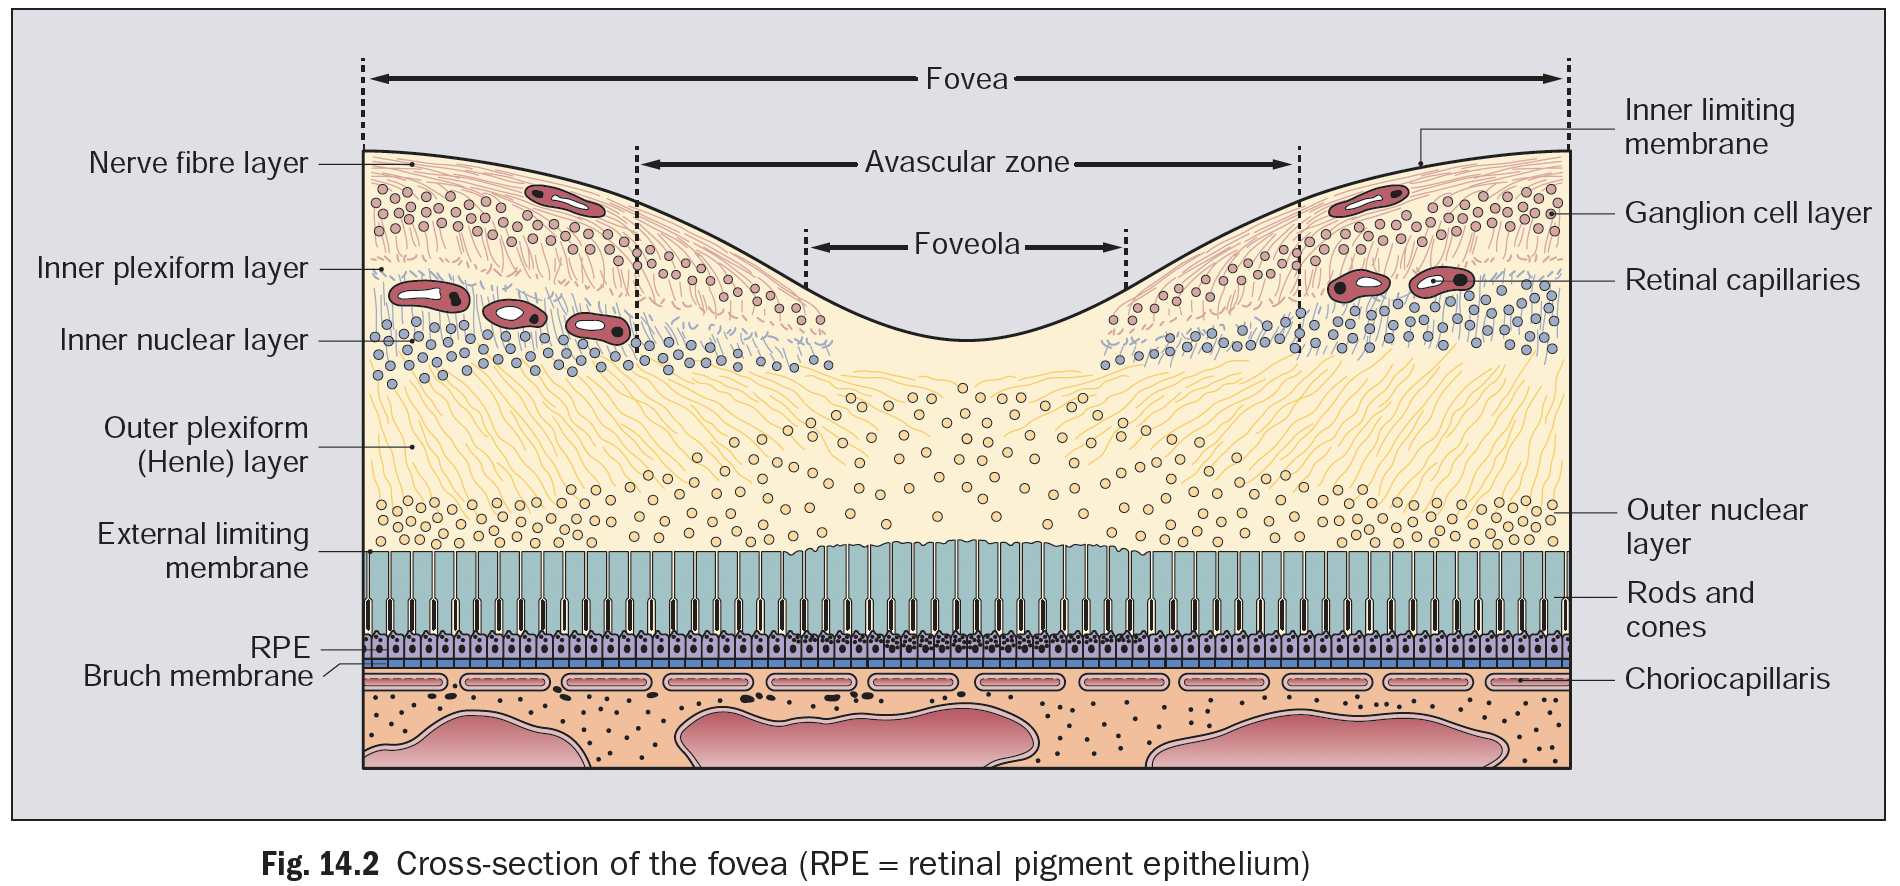 Fovea
Avascular zone
Foveola
Nerve fibre layer
Inner plexiform layer
Inner nuclear layer
Outer plexiform
(Henle) layer
External limiting
membrane
RPE
Bruch membrane
Inner limiting
membrane
Ganglion cell layer
Retinal capillaries
Outer nuclear
layer
Rods and
cones
Choriocapillaris
Fig. 14.2 Cross-section of the fovea (RPE = retinal pigment epithelium)